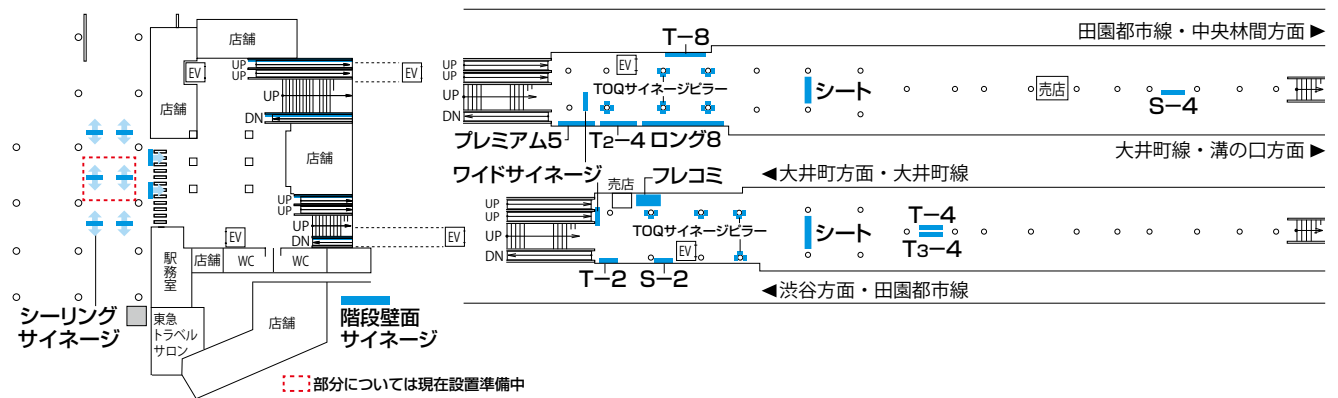 店舗
店舗
EV
UP
UP
UP
DN
EV
店舗
UP
UP
UP
DN
EV
EV
店舗
WC
WC
駅務室
東急
トラベル
サロン
店舗
シーリング
サイネージ
階段壁面
サイネージ
部分については現在設置準備中
田園都市線・中央林間方面 ▶
T-8
UP
UP
UP
DN
EV
TOQサイネージピラー
シート
売店
S-4
プレミアム5
T2-4
ロング8
大井町線・溝の口方面 ▶
ワイドサイネージ
◀大井町方面・大井町線
売店
フレコミ
UP
UP
UP
DN
TOQサイネージピラー
EV
シート
T-4
T3-4
T-2
S-2
◀渋谷方面・田園都市線